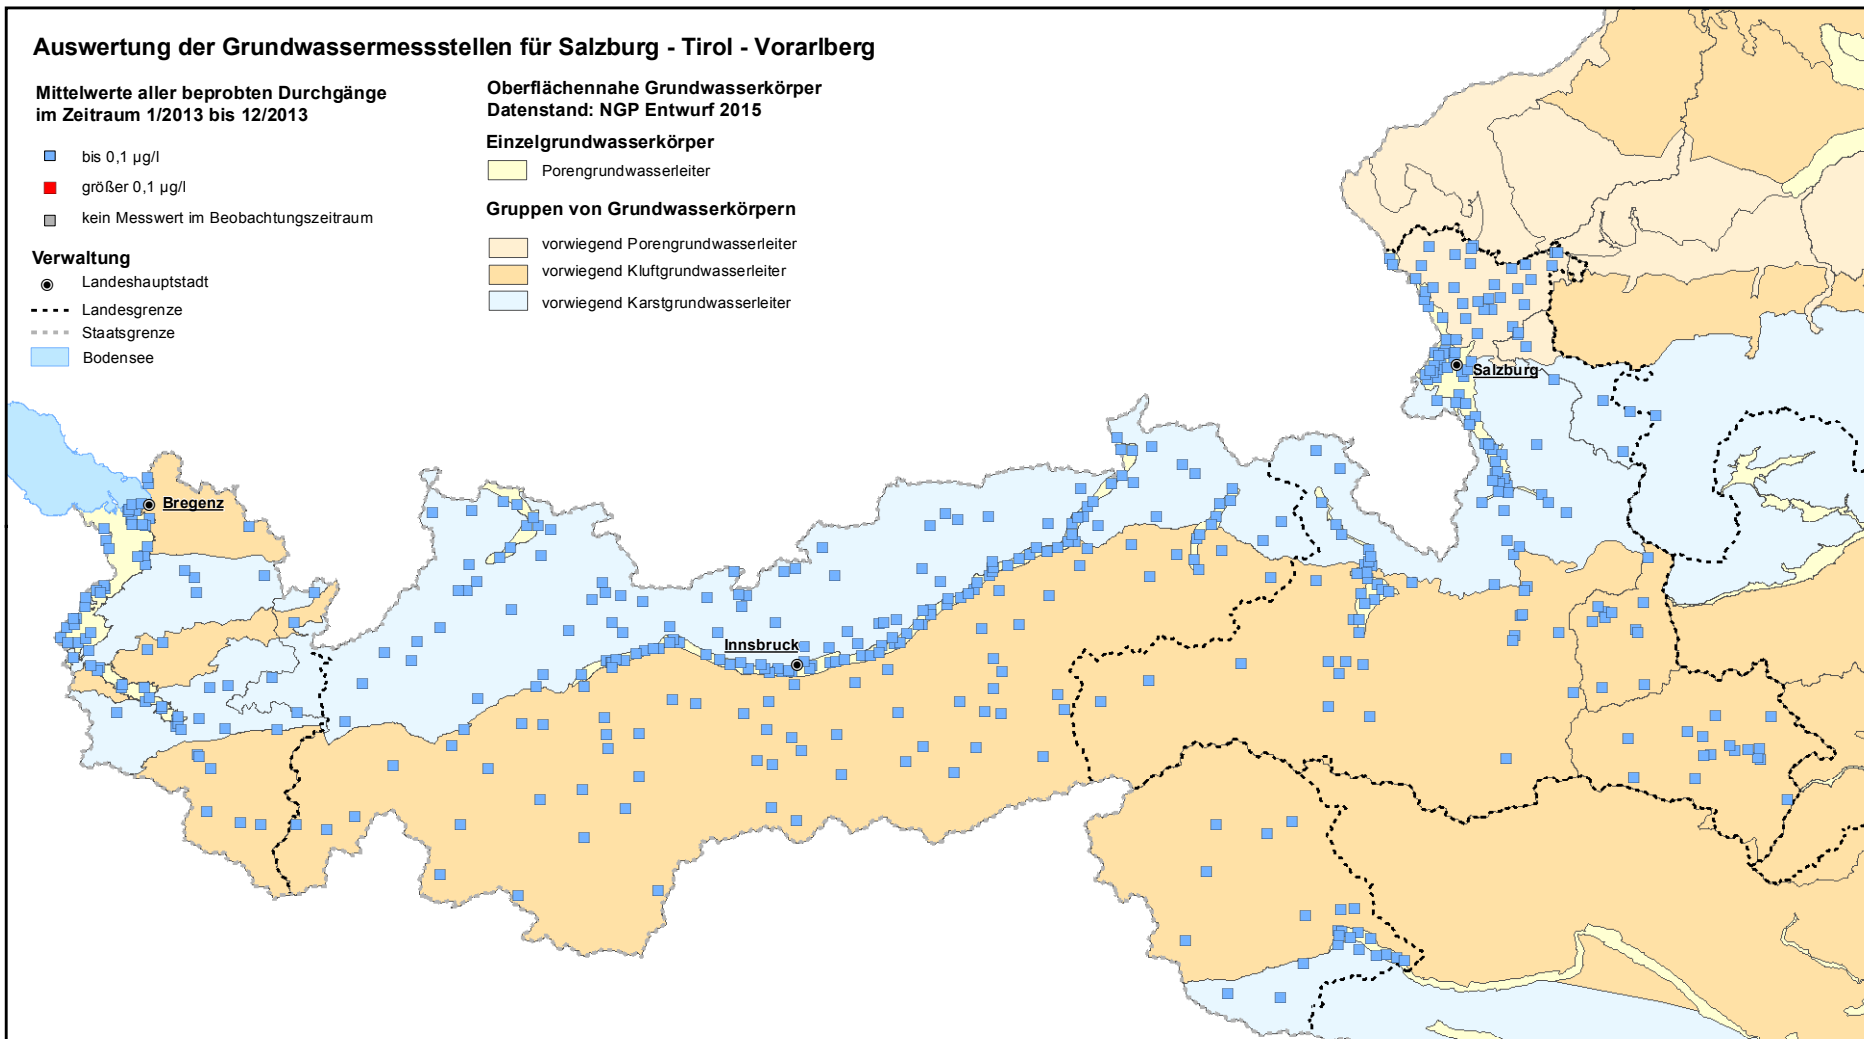 Auswertung der Grundwassermessstellen für Salzburg - Tirol - Vorarlberg
Mittelwerte aller beprobten Durchgänge
im Zeitraum 1/2013 bis 12/2013
bis 0,1 µg/l
größer 0,1 µg/l
kein Messwert im Beobachtungszeitraum
Verwaltung
Landeshauptstadt
Landesgrenze
Staatsgrenze
Bodensee
Oberflächennahe Grundwasserkörper
Datenstand: NGP Entwurf 2015
Einzelgrundwasserkörper
Porengrundwasserleiter
Gruppen von Grundwasserkörpern
vorwiegend Porengrundwasserleiter
vorwiegend Kluftgrundwasserleiter
vorwiegend Karstgrundwasserleiter
Salzburg
Bregenz
Innsbruck